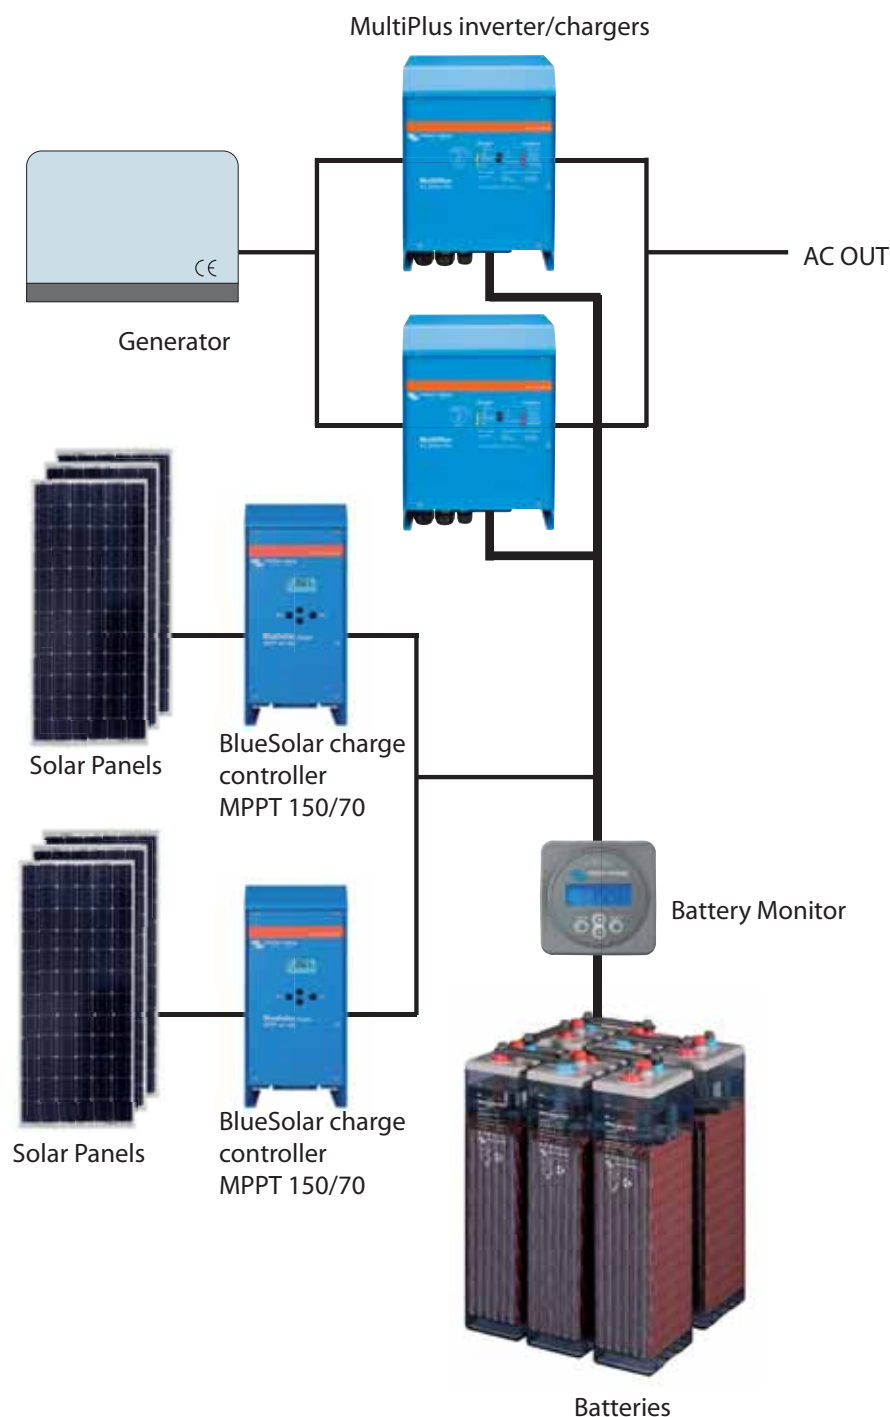 MultiPlus inverter/chargers
CE
AC OUT
Generator
Solar Panels
BlueSolar charge
controller
MPPT 150/70
Battery Monitor
Solar Panels
BlueSolar charge
controller
MPPT 150/70
Batteries